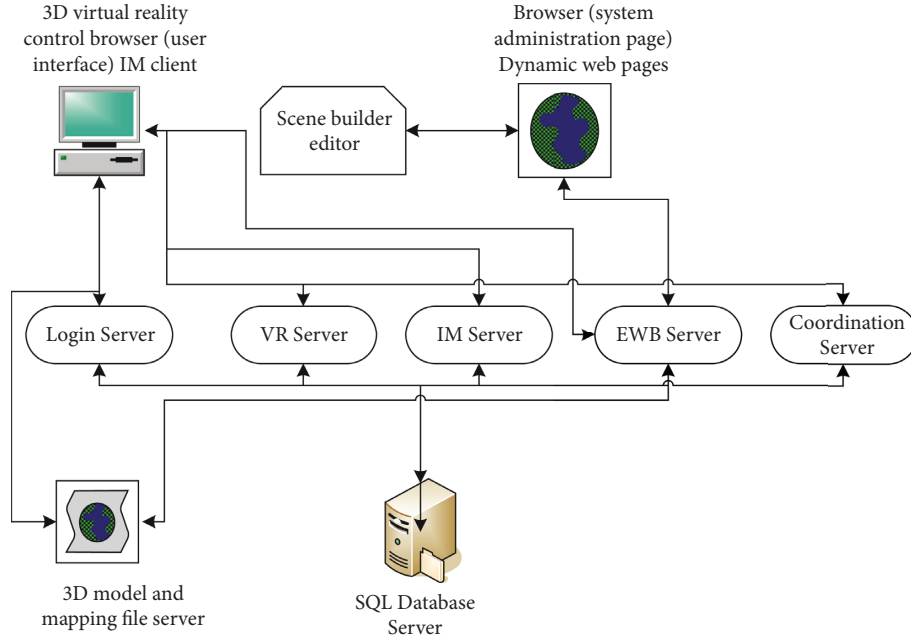 3D virtual reality
control browser (user
interface) IM client
Browser (system
administration page)
Dynamic web pages
Scene builder
editor
Login Server
VR Server
IM Server
EWB Server
Coordination
Server
3D model and
mapping file server
SQL Database
Server